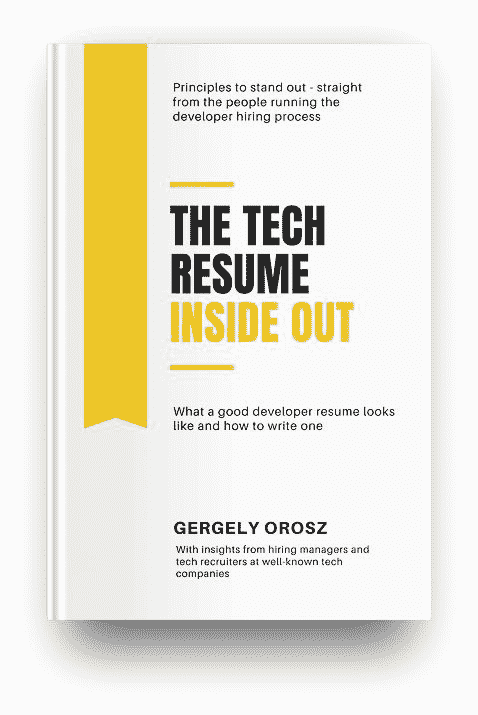 Principles to stand out - straight
from the people running the
developer hiring process
THE TECH
RESUME
INSIDE OUT
What a good developer resume looks
like and how to write one
GERGELY OROSZ
With insights from hiring managers and
tech recruiters at well-known tech
companies